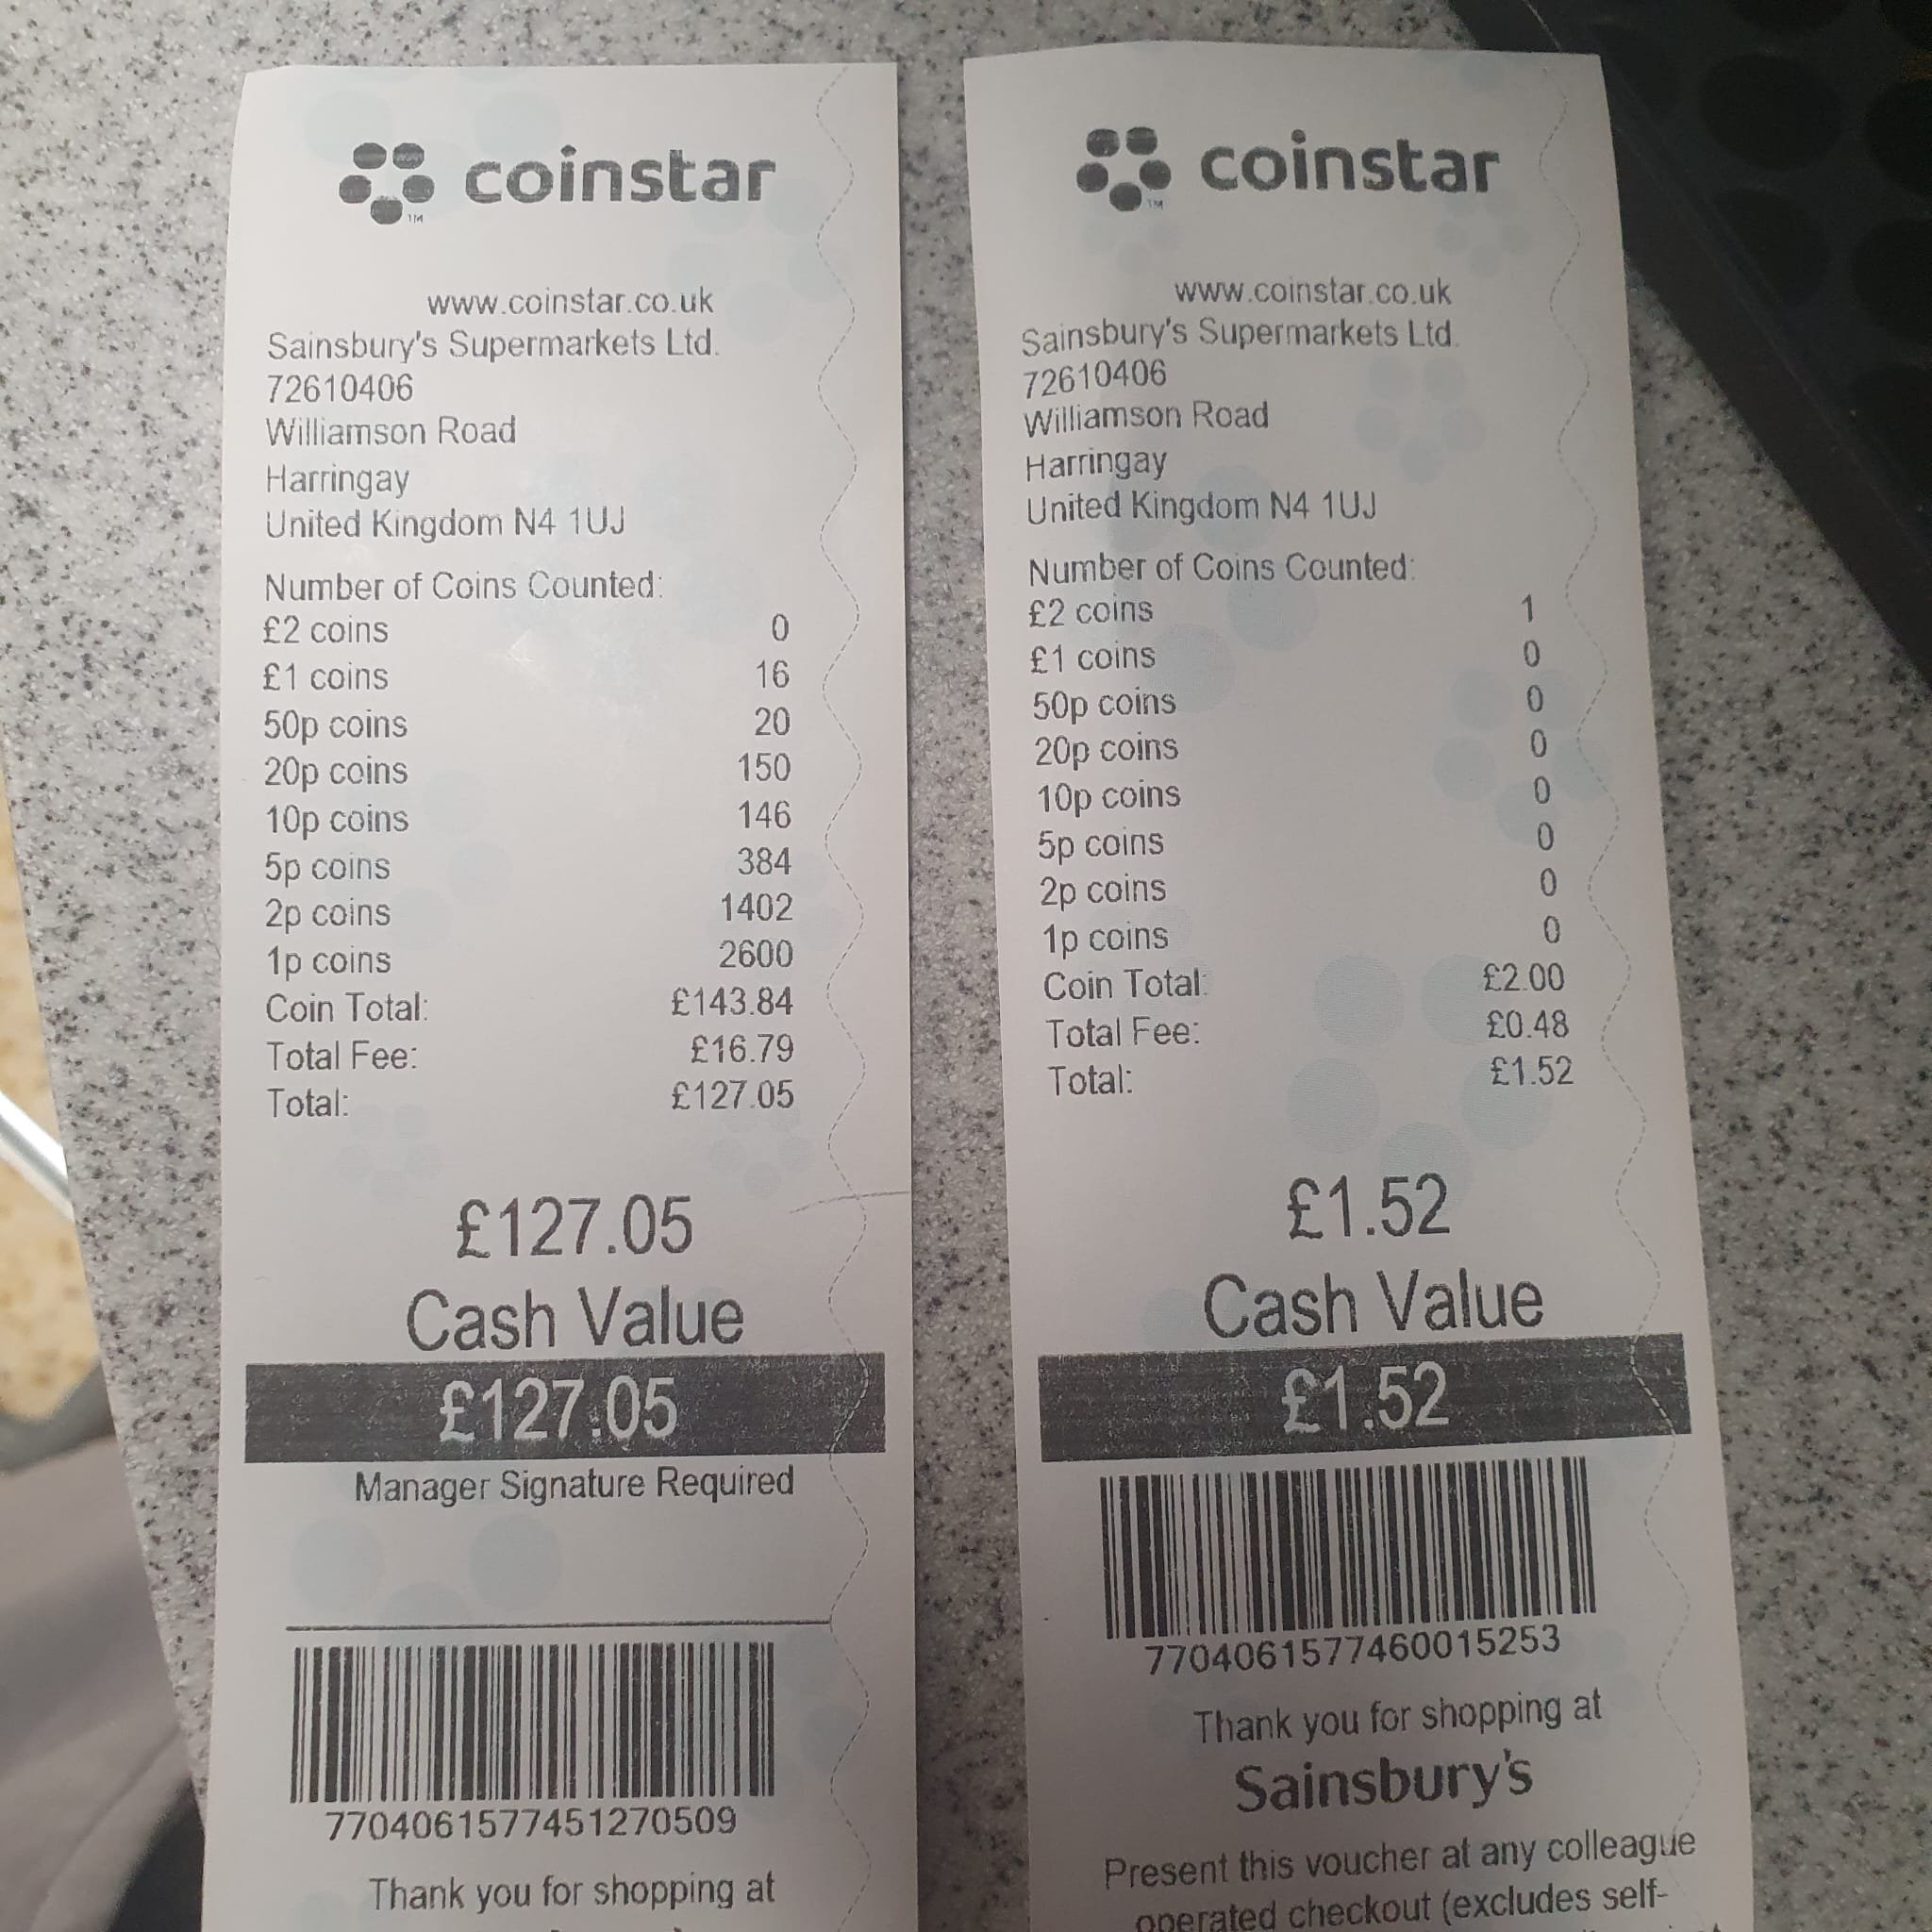 coinstar
TM
www.coinstar.co.uk
Sainsbury's Supermarkets Ltd.
72610406
Williamson Road
Harringay
United Kingdom N4 1UJ
Number of Coins Counted:
£2 coins 0
£1 coins 16
50p coins 20
20p coins 150
10p coins 146
5p coins 384
2p coins 1402
1p coins 2600
Coin Total: £143.84
Total Fee: £16.79
Total: £127.05
£127.05
Cash Value
£127.05
Manager Signature Required
7704061577451270509
Thank you for shopping at
coinstar
TM
www.coinstar.co.uk
Sainsbury's Supermarkets Ltd.
72610406
Williamson Road
Harringay
United Kingdom N4 1UJ
Number of Coins Counted:
£2 coins 1
£1 coins 0
50p coins 0
20p coins 0
10p coins 0
5p coins 0
2p coins 0
1p coins 0
Coin Total: £2.00
Total Fee: £0.48
Total: £1.52
£1.52
Cash Value
£1.52
7704061577460015253
Thank you for shopping at
Sainsbury's
Present this voucher at any colleague
operated checkout (excludes self-